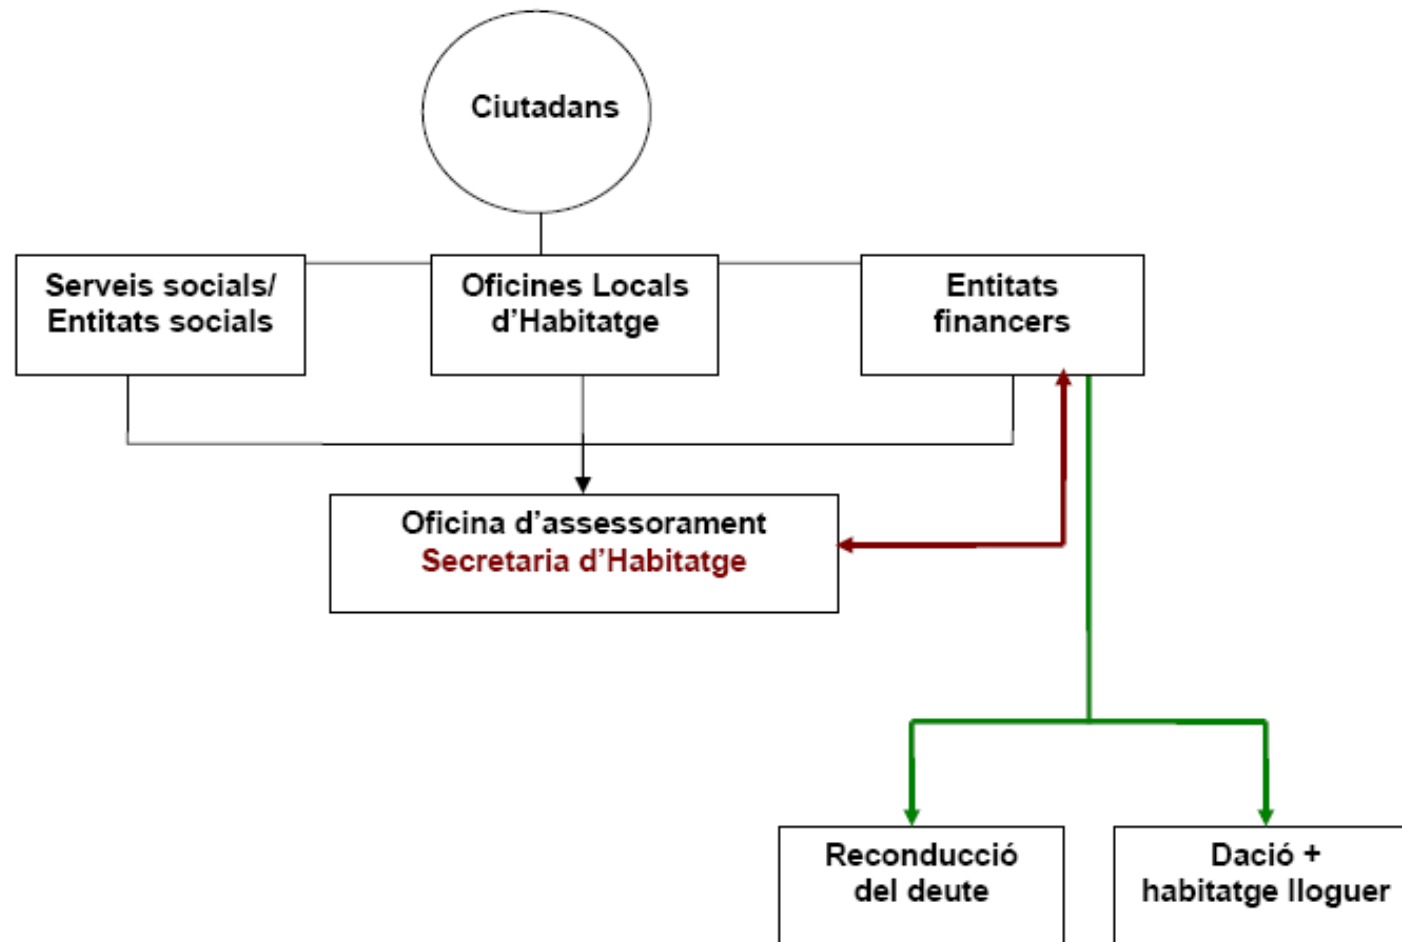 Ciutadans
Serveis socials/
Entitats socials
Oficines Locals
d'Habitatge
Entitats
financers
Oficina d'assessorament
Secretaria d'Habitatge
Reconducció
del deute
Dació +
habitatge lloguer